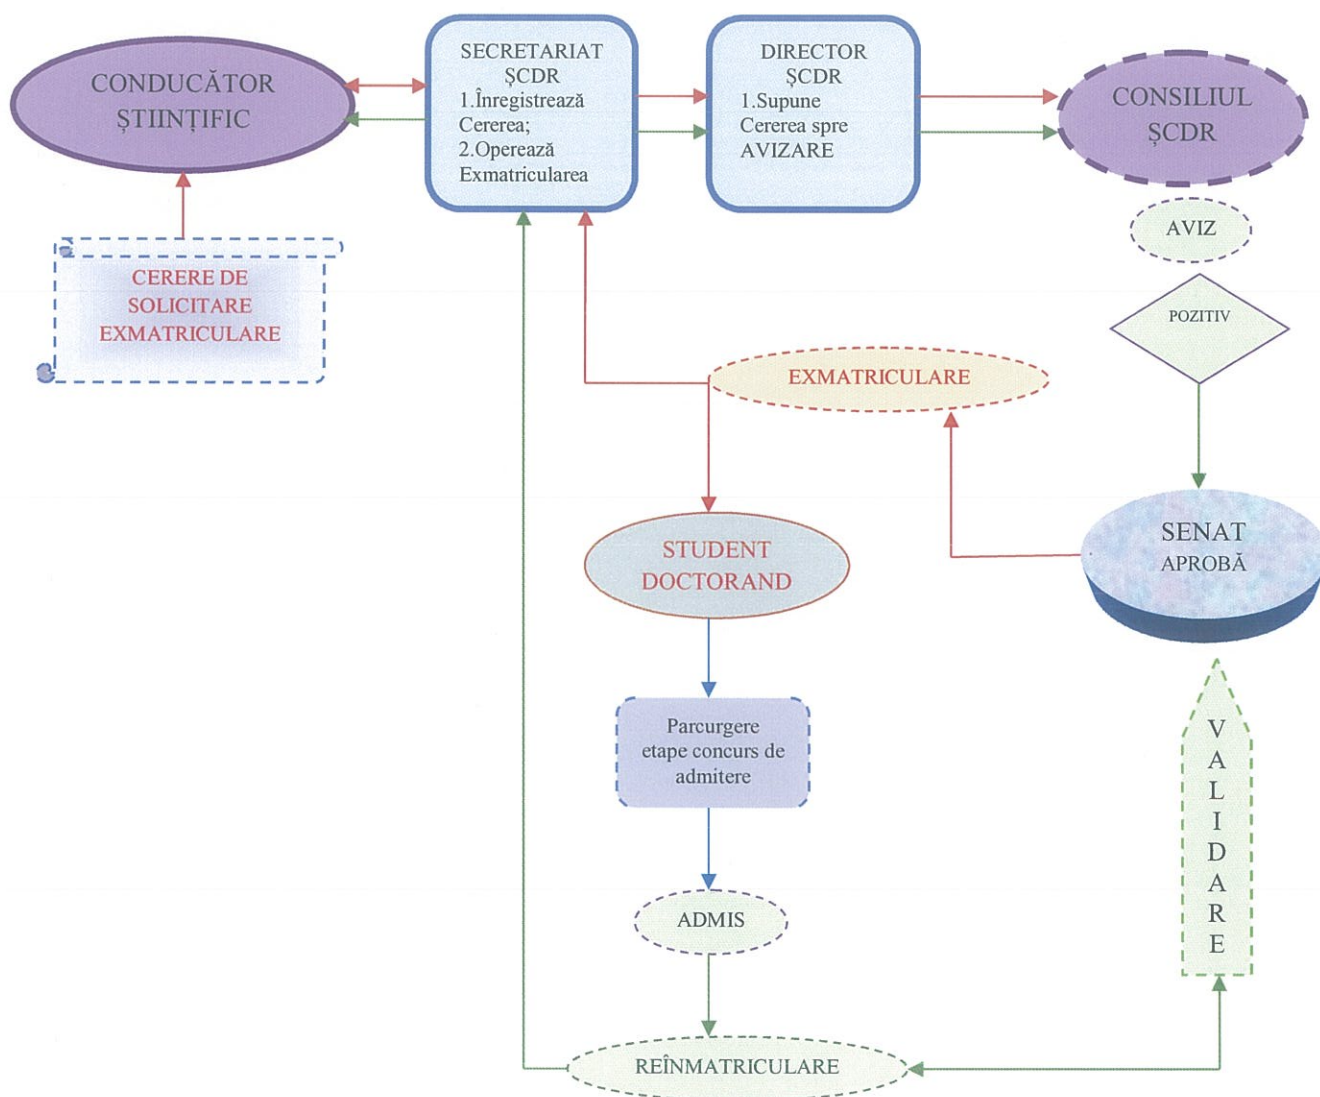 CONDUCĂTOR
ȘTIINȚIFIC
SECRETARIAT
ȘCDR
1.Înregistrează
Cererea;
2.Operează
Exmatricularea
DIRECTOR
ȘCDR
1.Supune
Cererea spre
AVIZARE
CONSILIUL
ȘCDR
AVIZ
CERERE DE
SOLICITARE
EXMATRICULARE
POZITIV
EXMATRICULARE
SENAT
APROBĂ
STUDENT
DOCTORAND
Parcurgere
etape concurs de
admitere
V
A
L
I
D
A
R
E
ADMIS
REÎNMATRICULARE